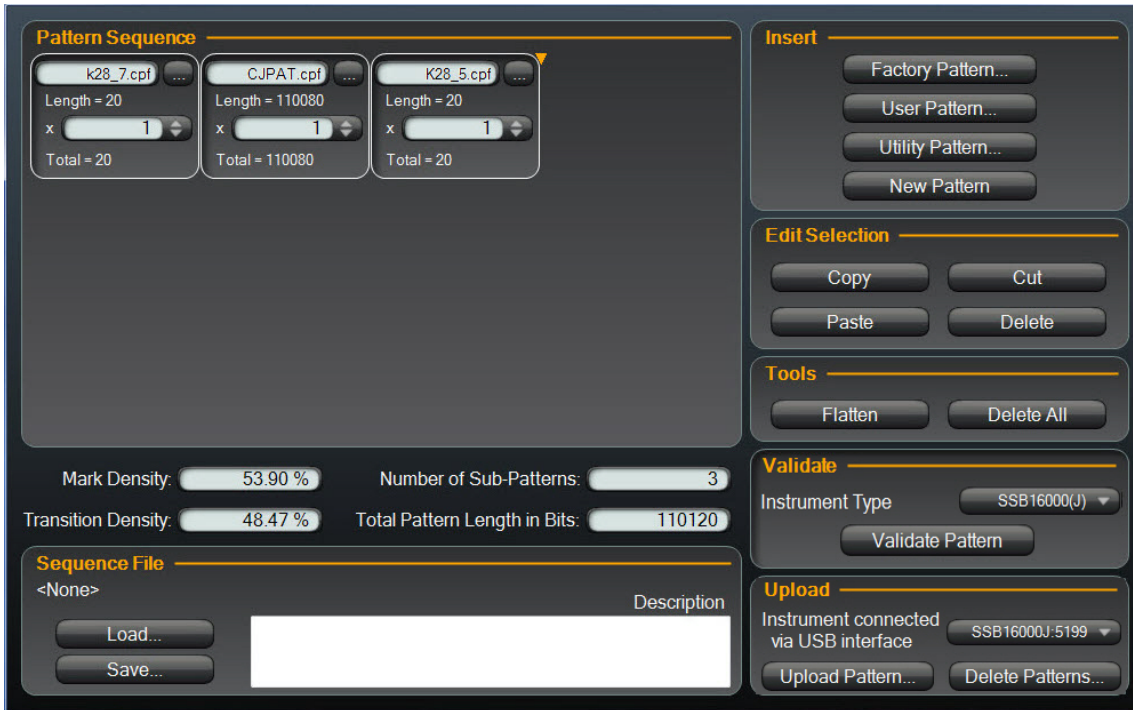 Pattern Sequence
k28_7.cpf ...
Length = 20
x 1
Total = 20
CJPAT.cpf ...
Length = 110080
x 1
Total = 110080
K28_5.cpf ...
Length = 20
x 1
Total = 20
Mark Density: 53.90 %
Number of Sub-Patterns: 3
Transition Density: 48.47 %
Total Pattern Length in Bits: 110120
Sequence File
<None>
Description
Load...
Save...
Insert
Factory Pattern...
User Pattern...
Utility Pattern...
New Pattern
Edit Selection
Copy Cut
Paste Delete
Tools
Flatten Delete All
Validate
Instrument Type SSB16000(J)
Validate Pattern
Upload
Instrument connected
via USB interface
SSB16000J:5199
Upload Pattern... Delete Patterns...